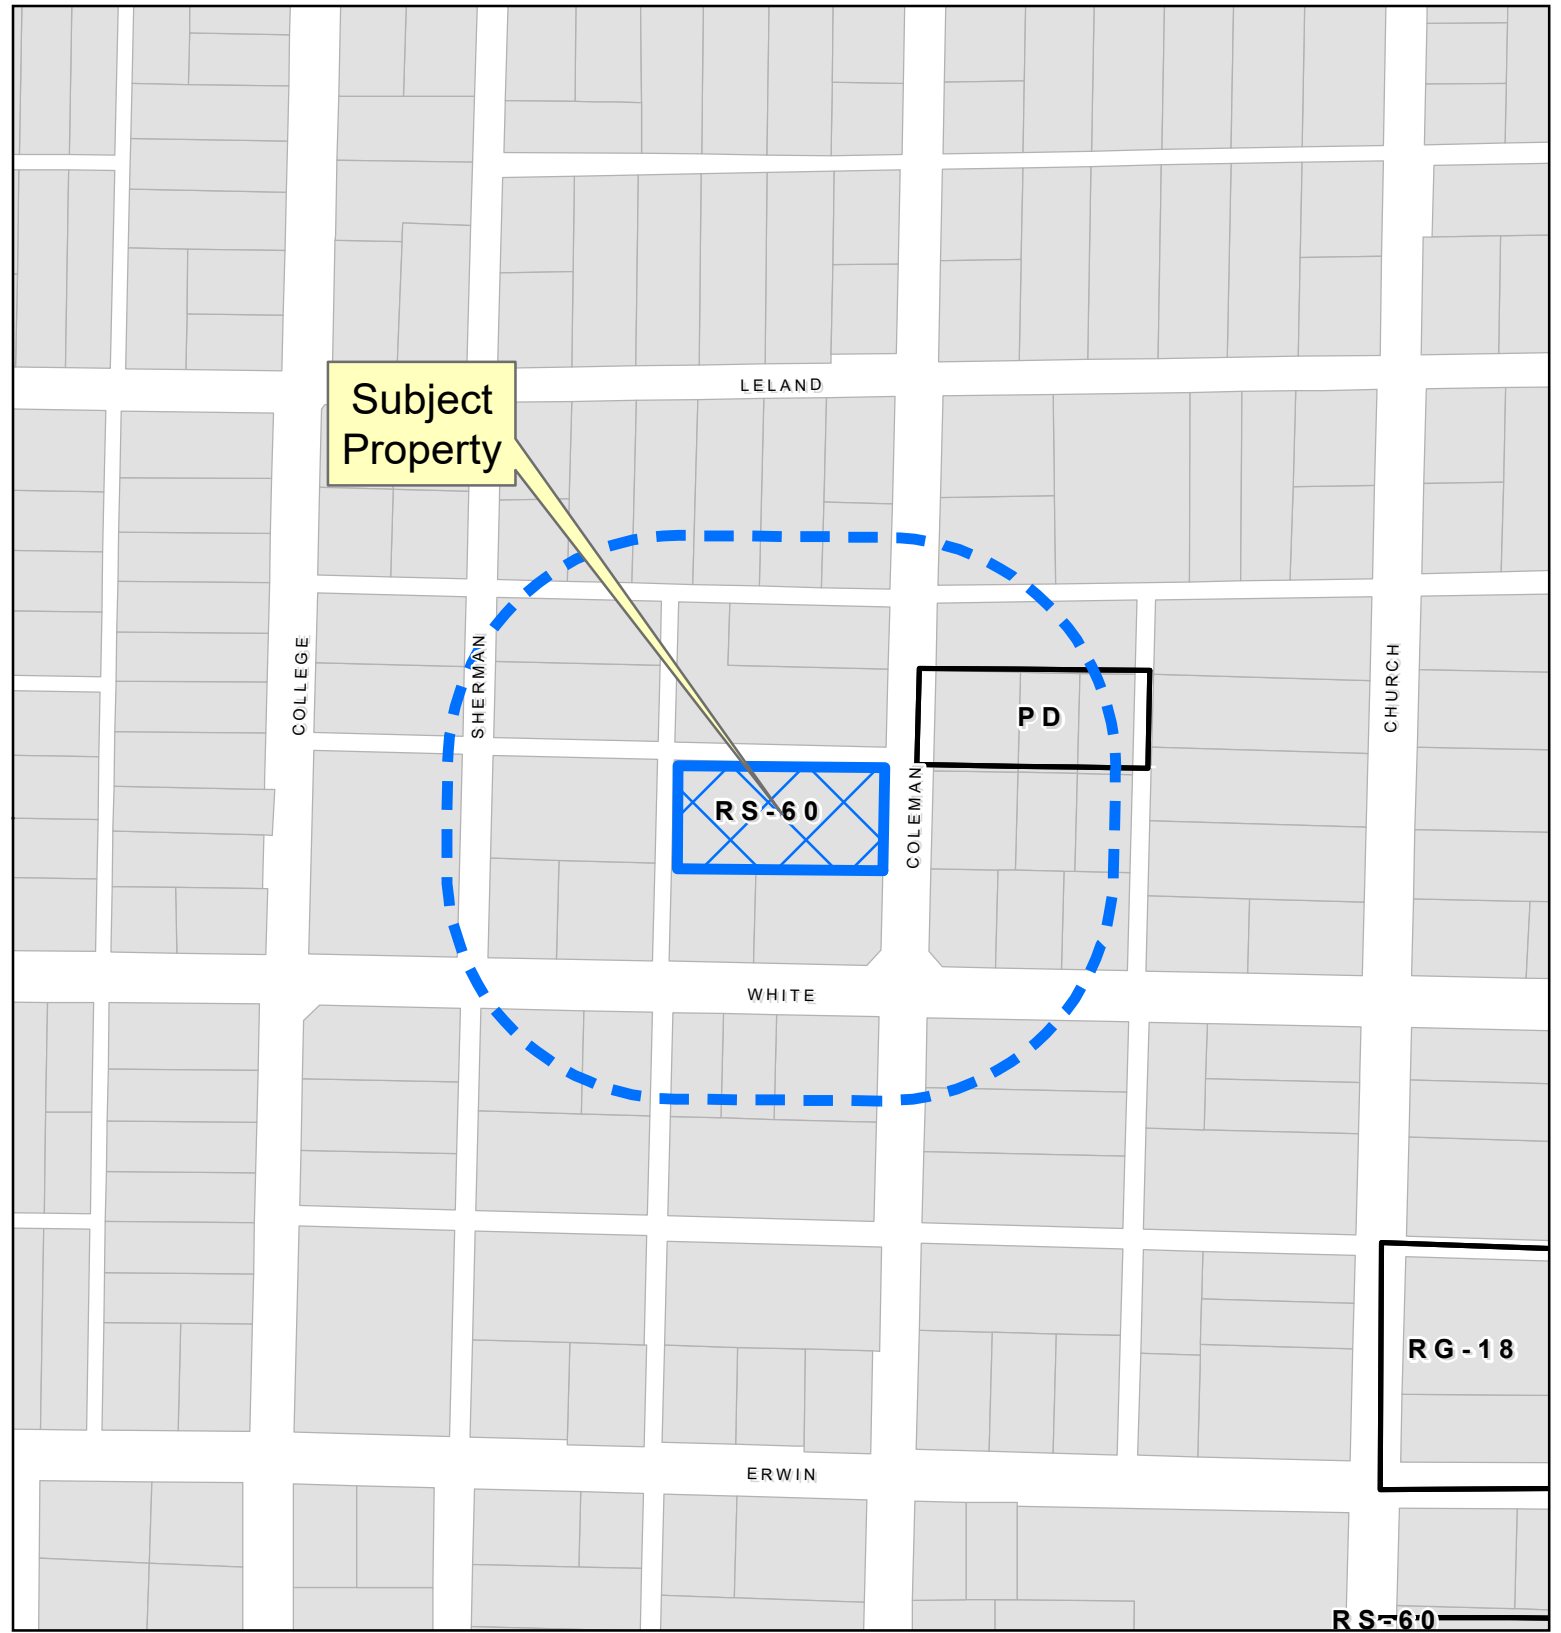 LELAND
Subject
Property
COLLEGE
SHERMAN
CHURCH
PD
COLEMAN
RS-60
WHITE
RG-18
ERWIN
RS-60